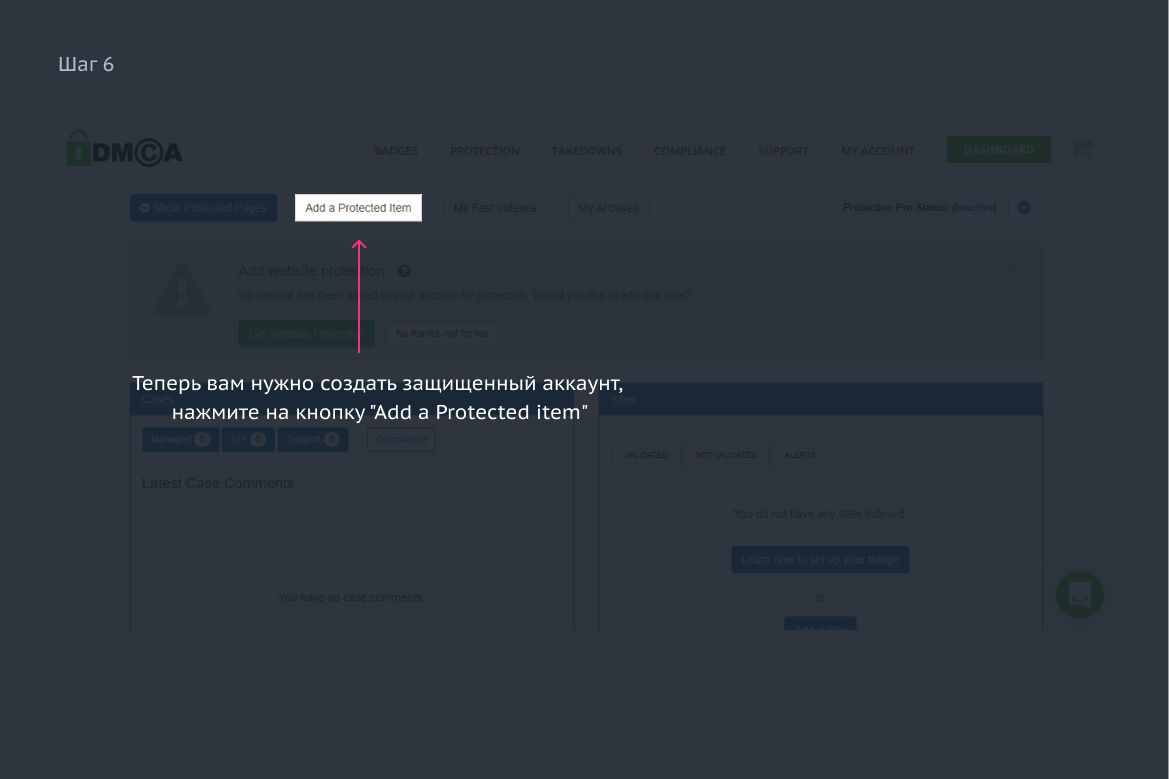 Шаг 6
DMCA
BADGES PROTECTION TAKEDOWNS COMPLIANCE SUPPORT MY ACCOUNT DASHBOARD
Show Protected Pages Add a Protected Item My Fast Indexes My Archives Protection Pro Status: (Inactive)
Add website protection
No website has been added to your account for protection. Would you like to add one now?
Get Website Protection No thanks, not for me
Теперь вам нужно создать защищенный аккаунт,
нажмите на кнопку "Add a Protected item"
Cases Sites
Managed 0 DIY 0 Support 0 Compliance
VALIDATED NOT VALIDATED ALERTS
Latest Case Comments
You do not have any sites indexed
Learn how to set up your badge
You have no case comments or
Add a Site